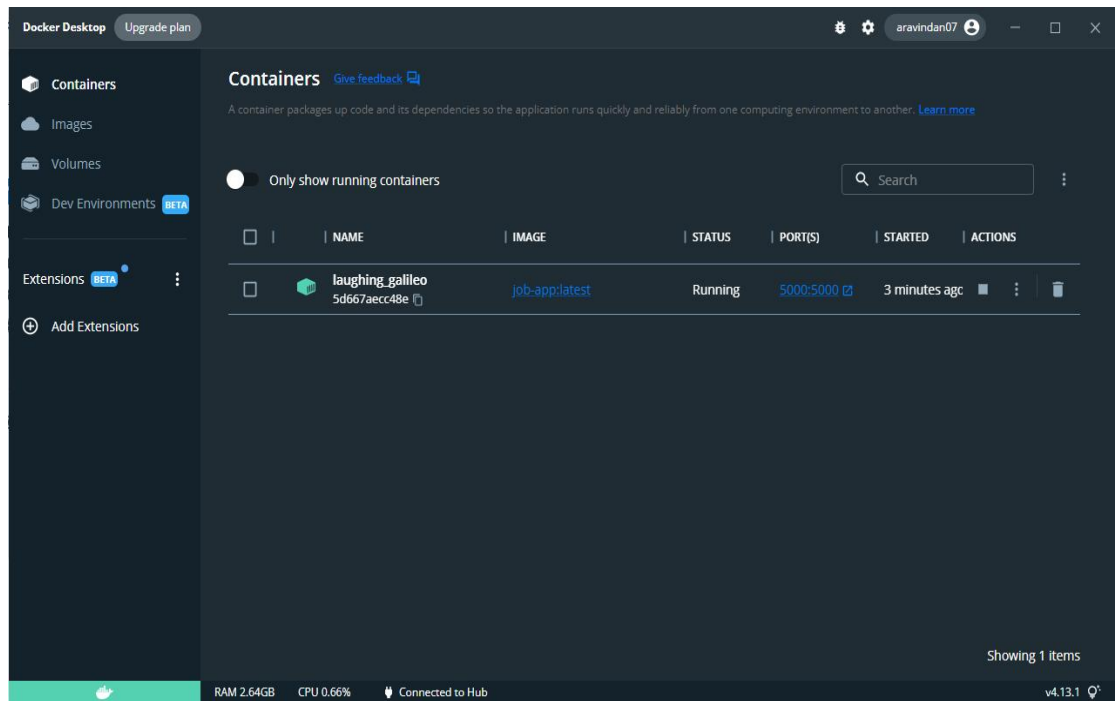 Docker Desktop Upgrade plan aravindan07
Containers
Images
Volumes
Dev Environments BETA
Extensions BETA
Add Extensions
Containers Give feedback
A container packages up code and its dependencies so the application runs quickly and reliably from one computing environment to another. Learn more
Only show running containers Search
NAME IMAGE STATUS PORT(S) STARTED ACTIONS
laughing_galileo
5d667aecc48e
job-app:latest Running 5000:5000 3 minutes agc
Showing 1 items
RAM 2.64GB CPU 0.66% Connected to Hub v4.13.1